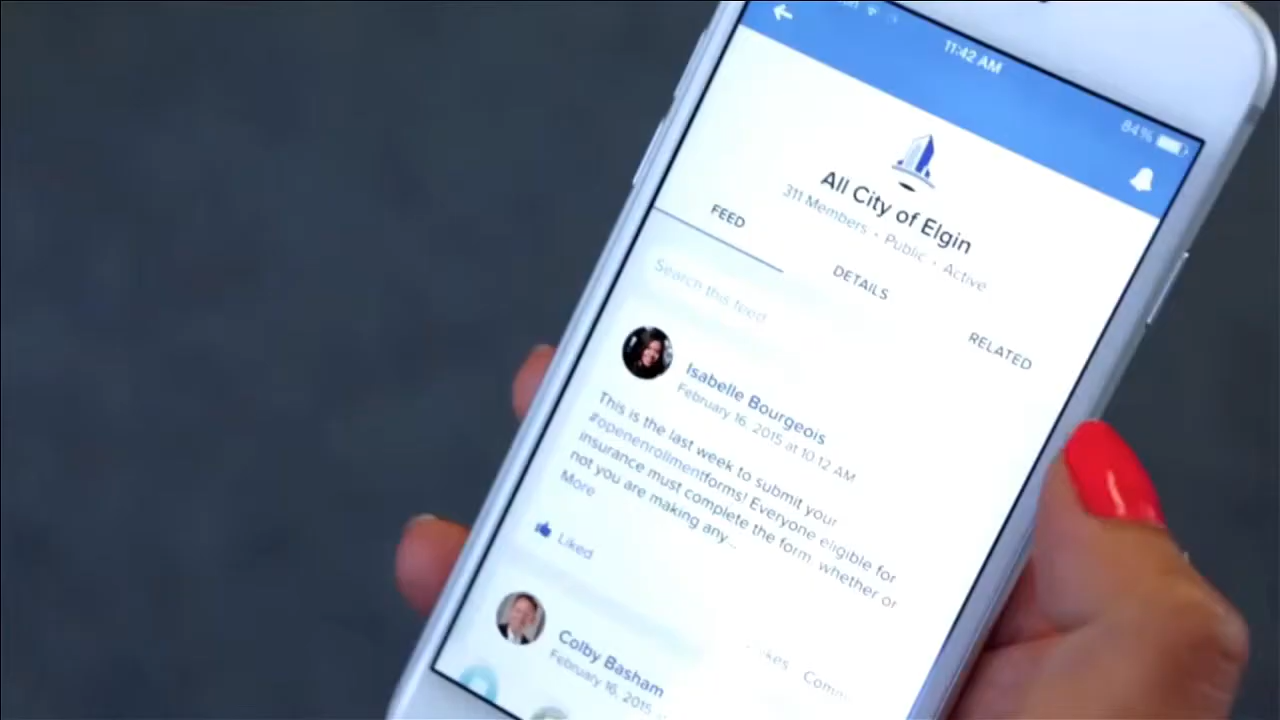 11:42 AM
84%
All City of Elgin
311 Members • Public • Active
FEED
DETAILS
RELATED
Search this feed
Isabelle Bourgeois
February 16, 2015 at 10:12 AM
This is the last week to submit your
#openenrollmentforms! Everyone eligible for
insurance must complete the form, whether or
not you are making any...
More
Liked
Colby Basham
February 16, 2015